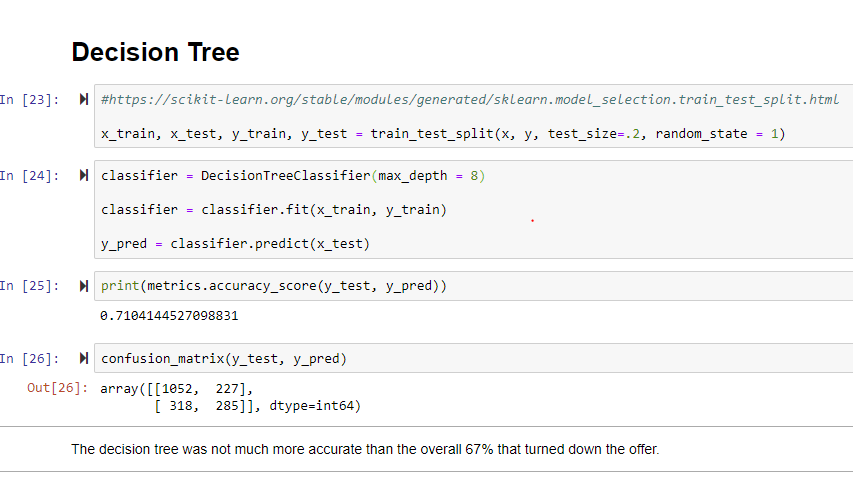 Decision Tree
In [23]: #https://scikit-learn.org/stable/modules/generated/sklearn.model_selection.train_test_split.html
x_train, x_test, y_train, y_test = train_test_split(x, y, test_size=.2, random_state = 1)
In [24]: classifier = DecisionTreeClassifier(max_depth = 8)
classifier = classifier.fit(x_train, y_train)
y_pred = classifier.predict(x_test)
In [25]: print(metrics.accuracy_score(y_test, y_pred))
0.7104144527098831
In [26]: confusion_matrix(y_test, y_pred)
Out[26]: array([[1052, 227],
[ 318, 285]], dtype=int64)
The decision tree was not much more accurate than the overall 67% that turned down the offer.